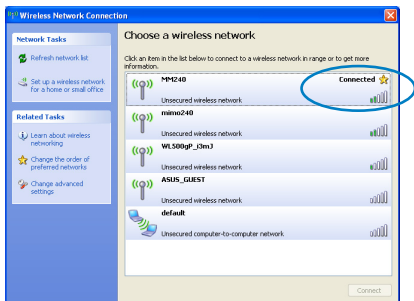 Wireless Network Connection
Network Tasks
Refresh network list
Set up a wireless network
for a home or small office
Related Tasks
Learn about wireless
networking
Change the order of
preferred networks
Change advanced
settings
Choose a wireless network
Click an item in the list below to connect to a wireless network in range or to get more
information.
MM240
Connected
Unsecured wireless network
mimo240
Unsecured wireless network
WL500gP_i3mJ
Unsecured wireless network
ASUS_GUEST
Unsecured wireless network
default
Unsecured computer-to-computer network
Connect